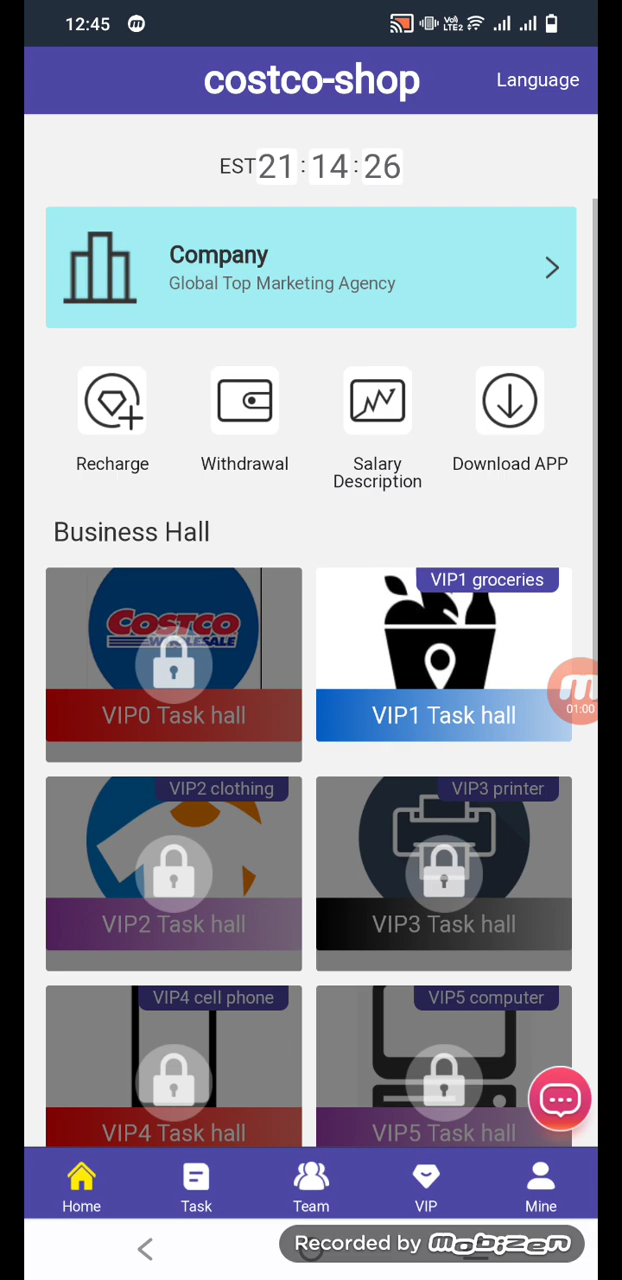 12:45
Vo)
LTE2
costco-shop
Language
EST 21:14:26
Company
Global Top Marketing Agency
Recharge
Withdrawal
Salary
Description
Download APP
Business Hall
COSTCO
WHOLESALE
VIP0 Task hall
VIP1 groceries
VIP1 Task hall
01:00
VIP2 clothing
VIP2 Task hall
VIP3 printer
VIP3 Task hall
VIP4 cell phone
VIP4 Task hall
VIP5 computer
VIP5 Task hall
Home
Task
Team
VIP
Mine
Recorded by mobizen